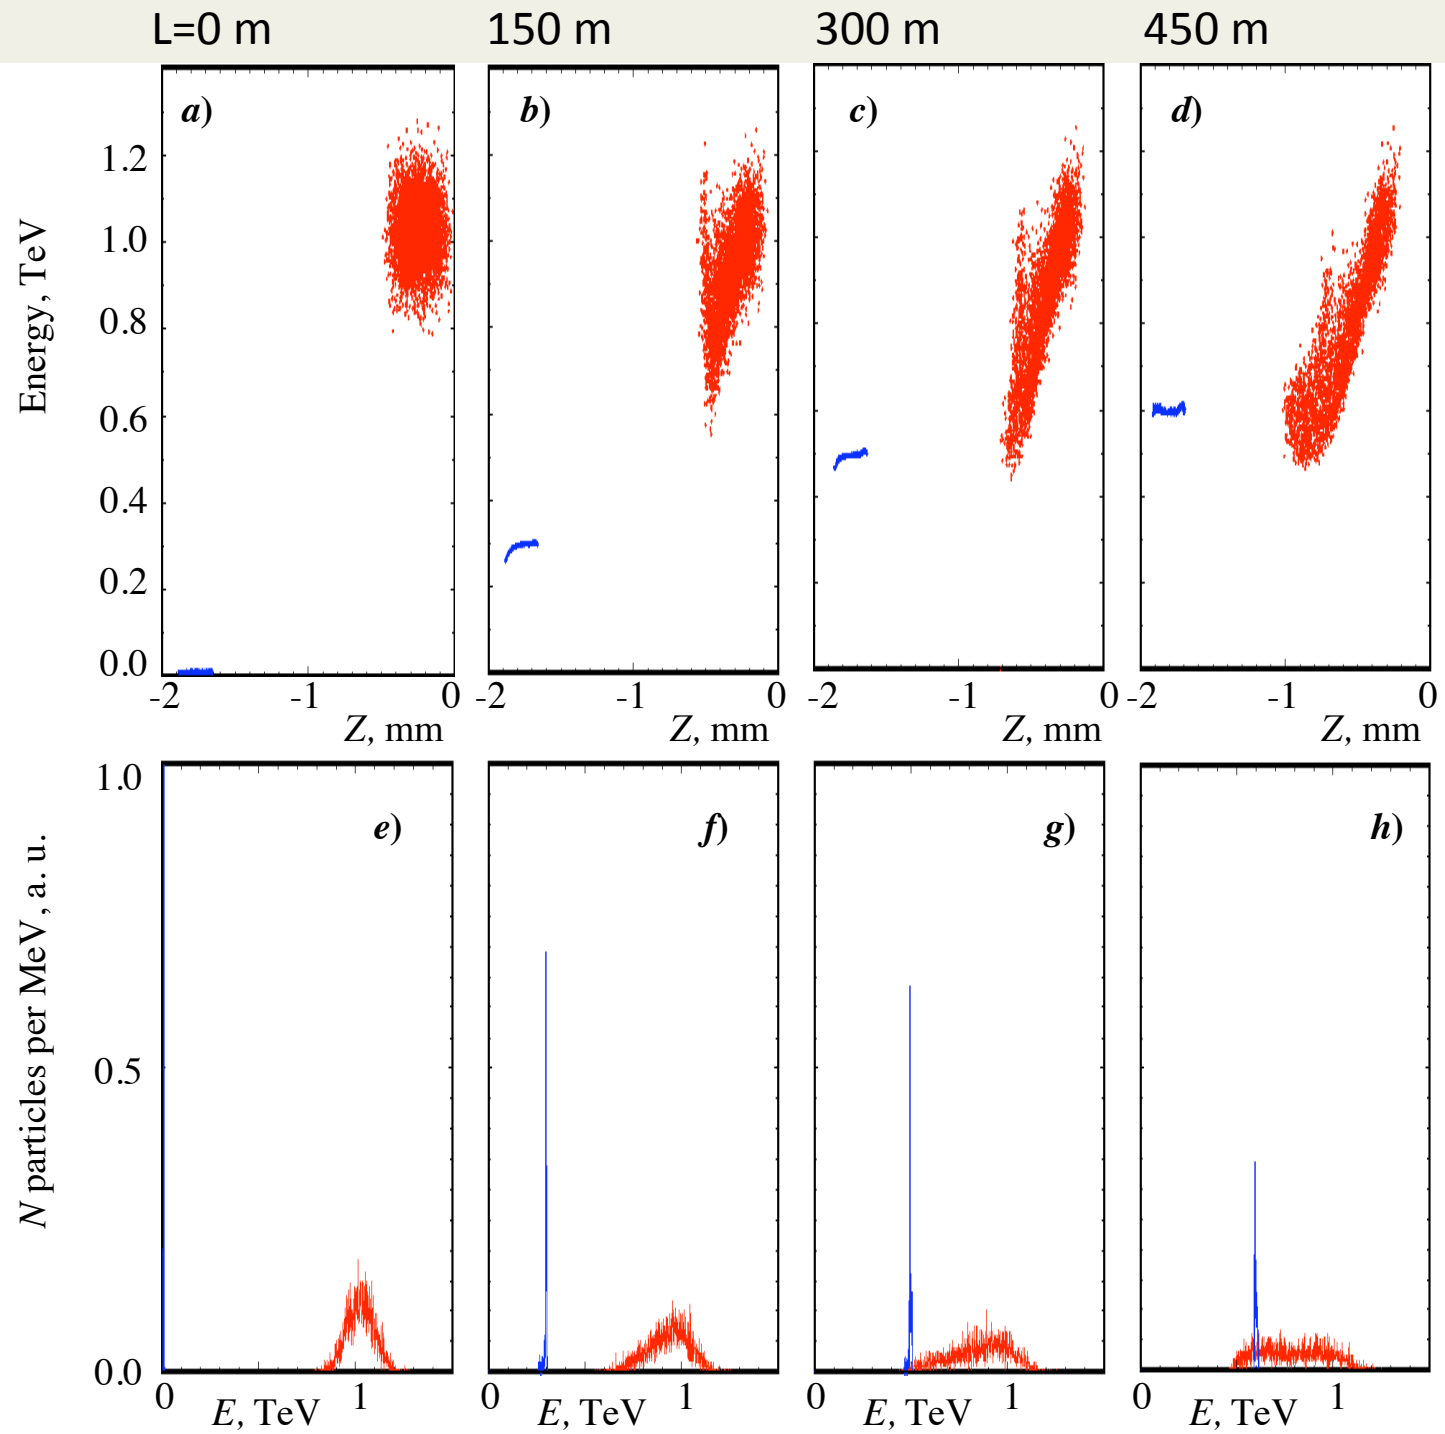 L=0 m 150 m 300 m 450 m
a) b) c) d)
Energy, TeV
1.2
1.0
0.8
0.6
0.4
0.2
0.0
-2 -1 0 -2 -1 0 -2 -1 0 -2 -1 0
Z, mm Z, mm Z, mm Z, mm
N particles per MeV, a. u.
1.0
e) f) g) h)
0.5
0.0
0 1 0 1 0 1 0 1
E, TeV E, TeV E, TeV E, TeV